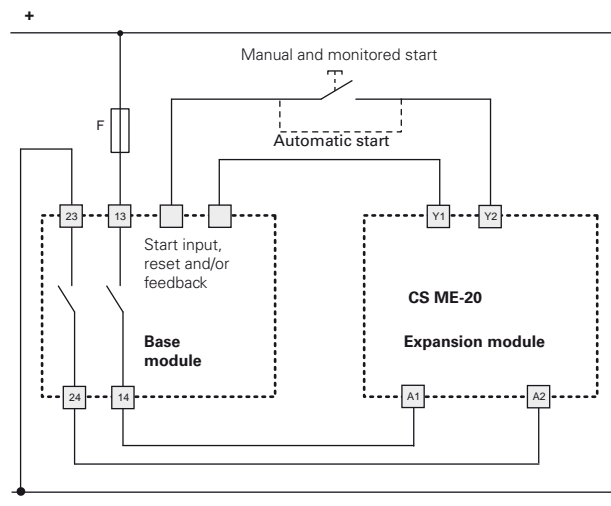 +
Manual and monitored start
F
Automatic start
23
13
Y1
Y2
Start input,
reset and/or
feedback
CS ME-20
Base
module
Expansion module
24
14
A1
A2